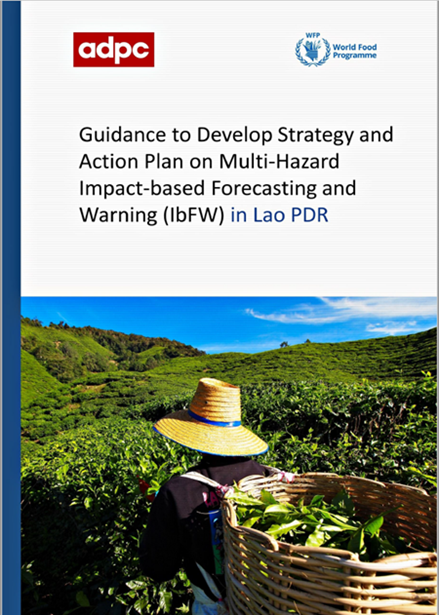 adpc
WFP
World Food
Programme
Guidance to Develop Strategy and
Action Plan on Multi-Hazard
Impact-based Forecasting and
Warning (IbFW) in Lao PDR